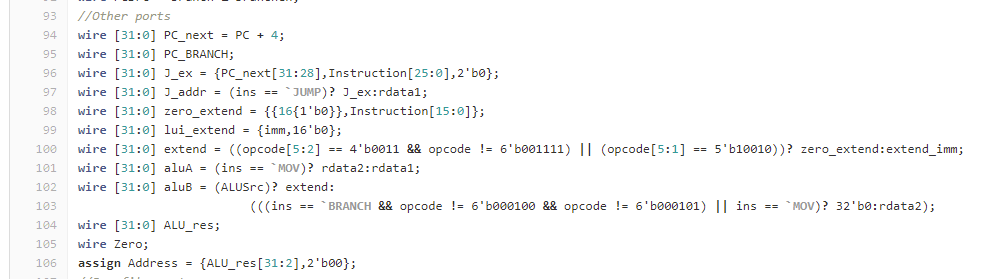 93 //Other ports
94 wire [31:0] PC_next = PC + 4;
95 wire [31:0] PC_BRANCH;
96 wire [31:0] J_ex = {PC_next[31:28],Instruction[25:0],2'b0};
97 wire [31:0] J_addr = (ins == `JUMP)? J_ex:rdata1;
98 wire [31:0] zero_extend = {{16{1'b0}},Instruction[15:0]};
99 wire [31:0] lui_extend = {imm,16'b0};
100 wire [31:0] extend = ((opcode[5:2] == 4'b0011 && opcode != 6'b001111) || (opcode[5:1] == 5'b10010))? zero_extend:extend_imm;
101 wire [31:0] aluA = (ins == `MOV)? rdata2:rdata1;
102 wire [31:0] aluB = (ALUSrc)? extend:
103 (((ins == `BRANCH && opcode != 6'b000100 && opcode != 6'b000101) || ins == `MOV)? 32'b0:rdata2);
104 wire [31:0] ALU_res;
105 wire Zero;
106 assign Address = {ALU_res[31:2],2'b00};